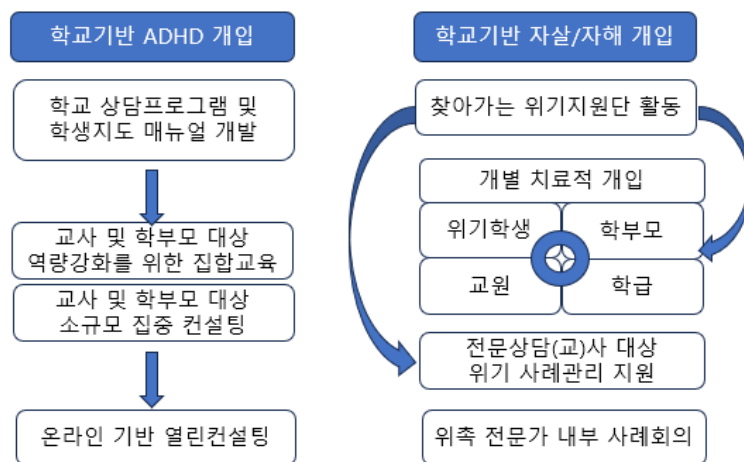 학교기반 ADHD 개입
학교 상담프로그램 및
학생지도 매뉴얼 개발
교사 및 학부모 대상
역량강화를 위한 집합교육
교사 및 학부모 대상
소규모 집중 컨설팅
온라인 기반 열린컨설팅
학교기반 자살/자해 개입
찾아가는 위기지원단 활동
개별 치료적 개입
위기학생
학부모
교원
학급
전문상담(교)사 대상
위기 사례관리 지원
위촉 전문가 내부 사례회의